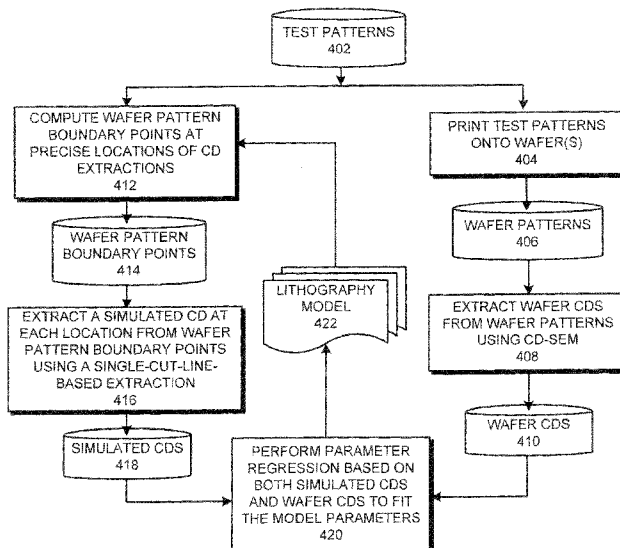 TEST PATTERNS
402
COMPUTE WAFER PATTERN
BOUNDARY POINTS AT
PRECISE LOCATIONS OF CD
EXTRACTIONS
412
PRINT TEST PATTERNS
ONTO WAFER(S)
404
WAFER PATTERN
BOUNDARY POINTS
414
WAFER PATTERNS
406
LITHOGRAPHY
MODEL
422
EXTRACT A SIMULATED CD AT
EACH LOCATION FROM WAFER
PATTERN BOUNDARY POINTS
USING A SINGLE-CUT-LINE-
BASED EXTRACTION
416
EXTRACT WAFER CDS
FROM WAFER PATTERNS
USING CD-SEM
408
SIMULATED CDS
418
WAFER CDS
410
PERFORM PARAMETER
REGRESSION BASED ON
BOTH SIMULATED CDS
AND WAFER CDS TO FIT
THE MODEL PARAMETERS
420